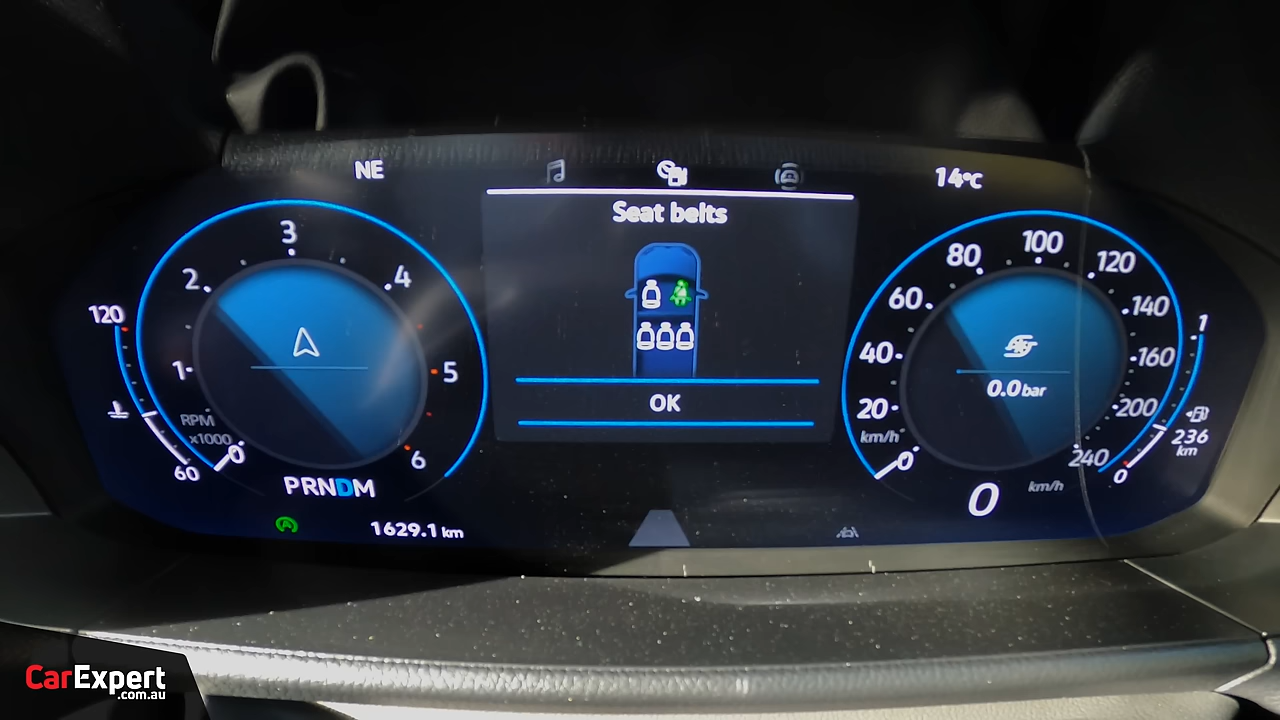 NE
14°C
Seat belts
OK
1
2
3
4
5
6
0
RPM
x1000
120
60
PRNDM
1629.1 km
0
20
40
60
80
100
120
140
160
200
240
km/h
0.0 bar
0
km/h
1
0
236
km
CarExpert
.com.au